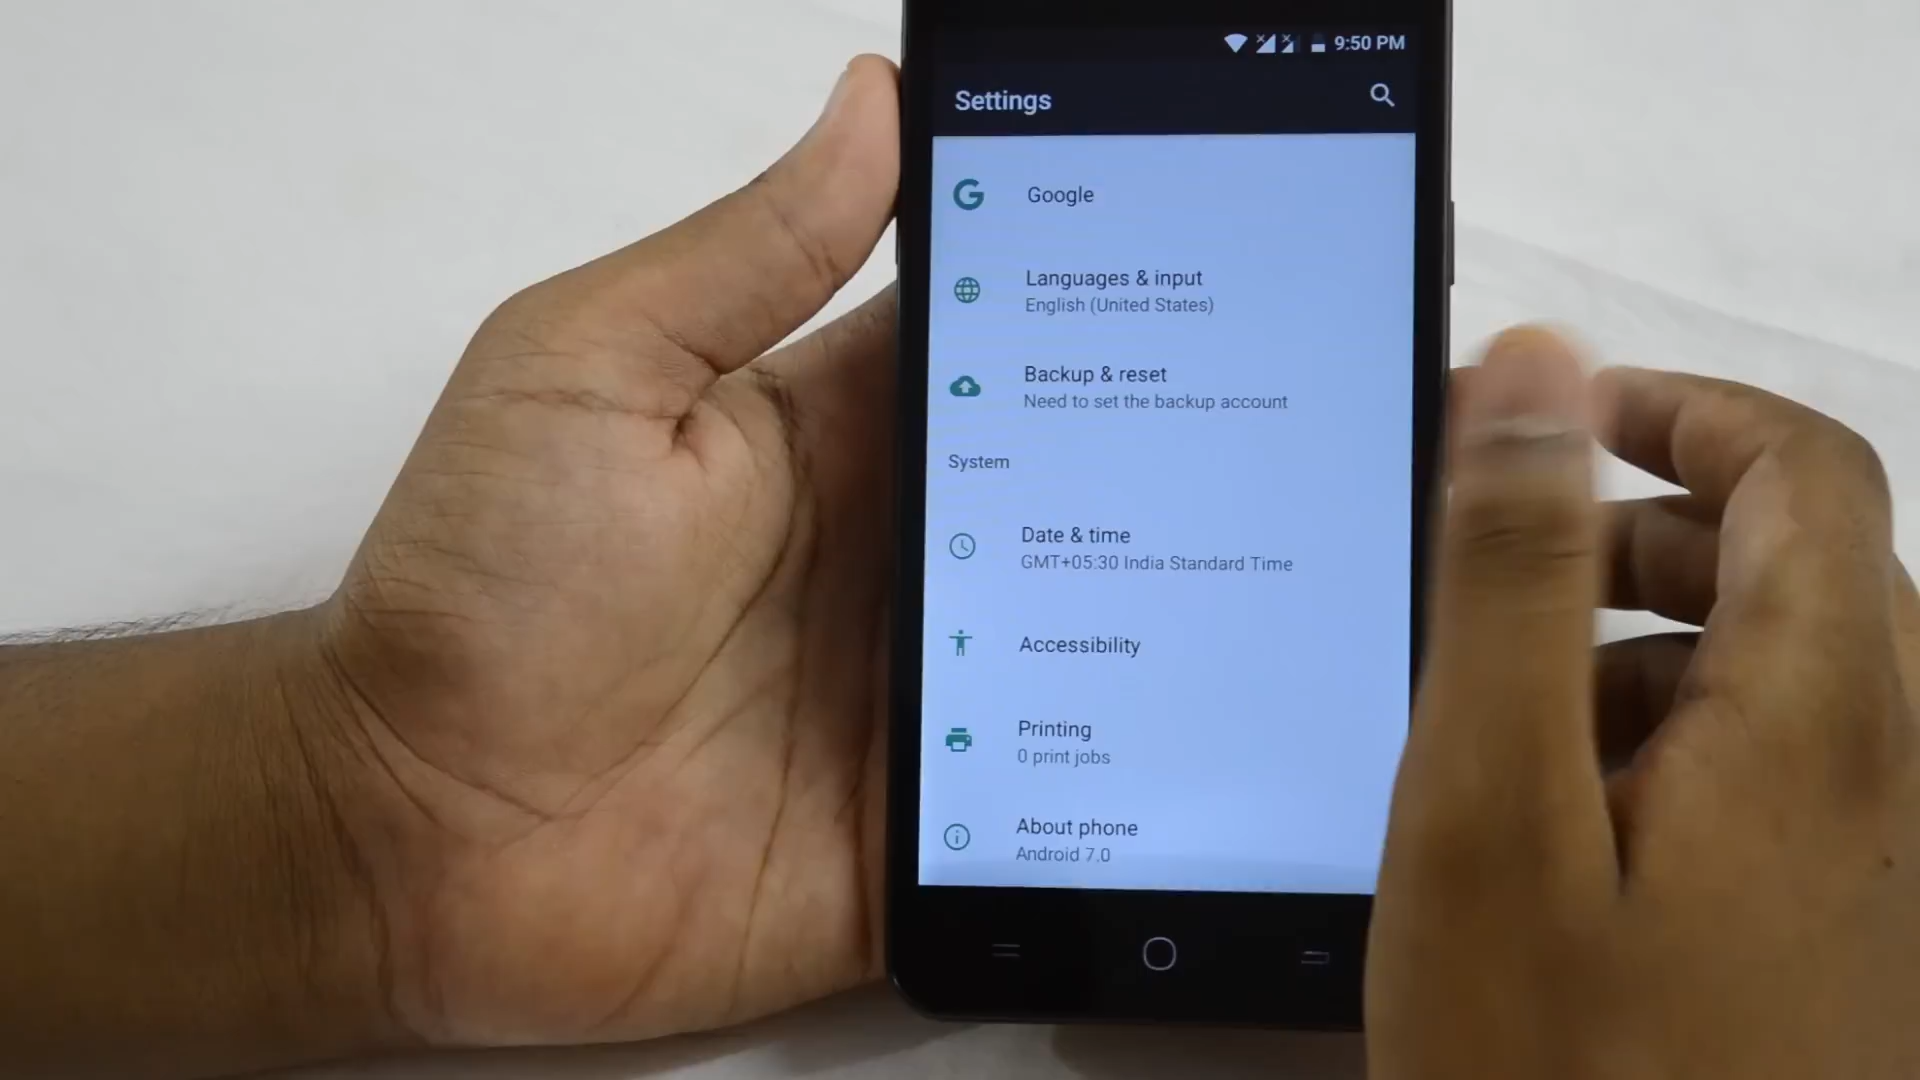 9:50 PM
Settings
Google
Languages & input
English (United States)
Backup & reset
Need to set the backup account
System
Date & time
GMT+05:30 India Standard Time
Accessibility
Printing
0 print jobs
About phone
Android 7.0